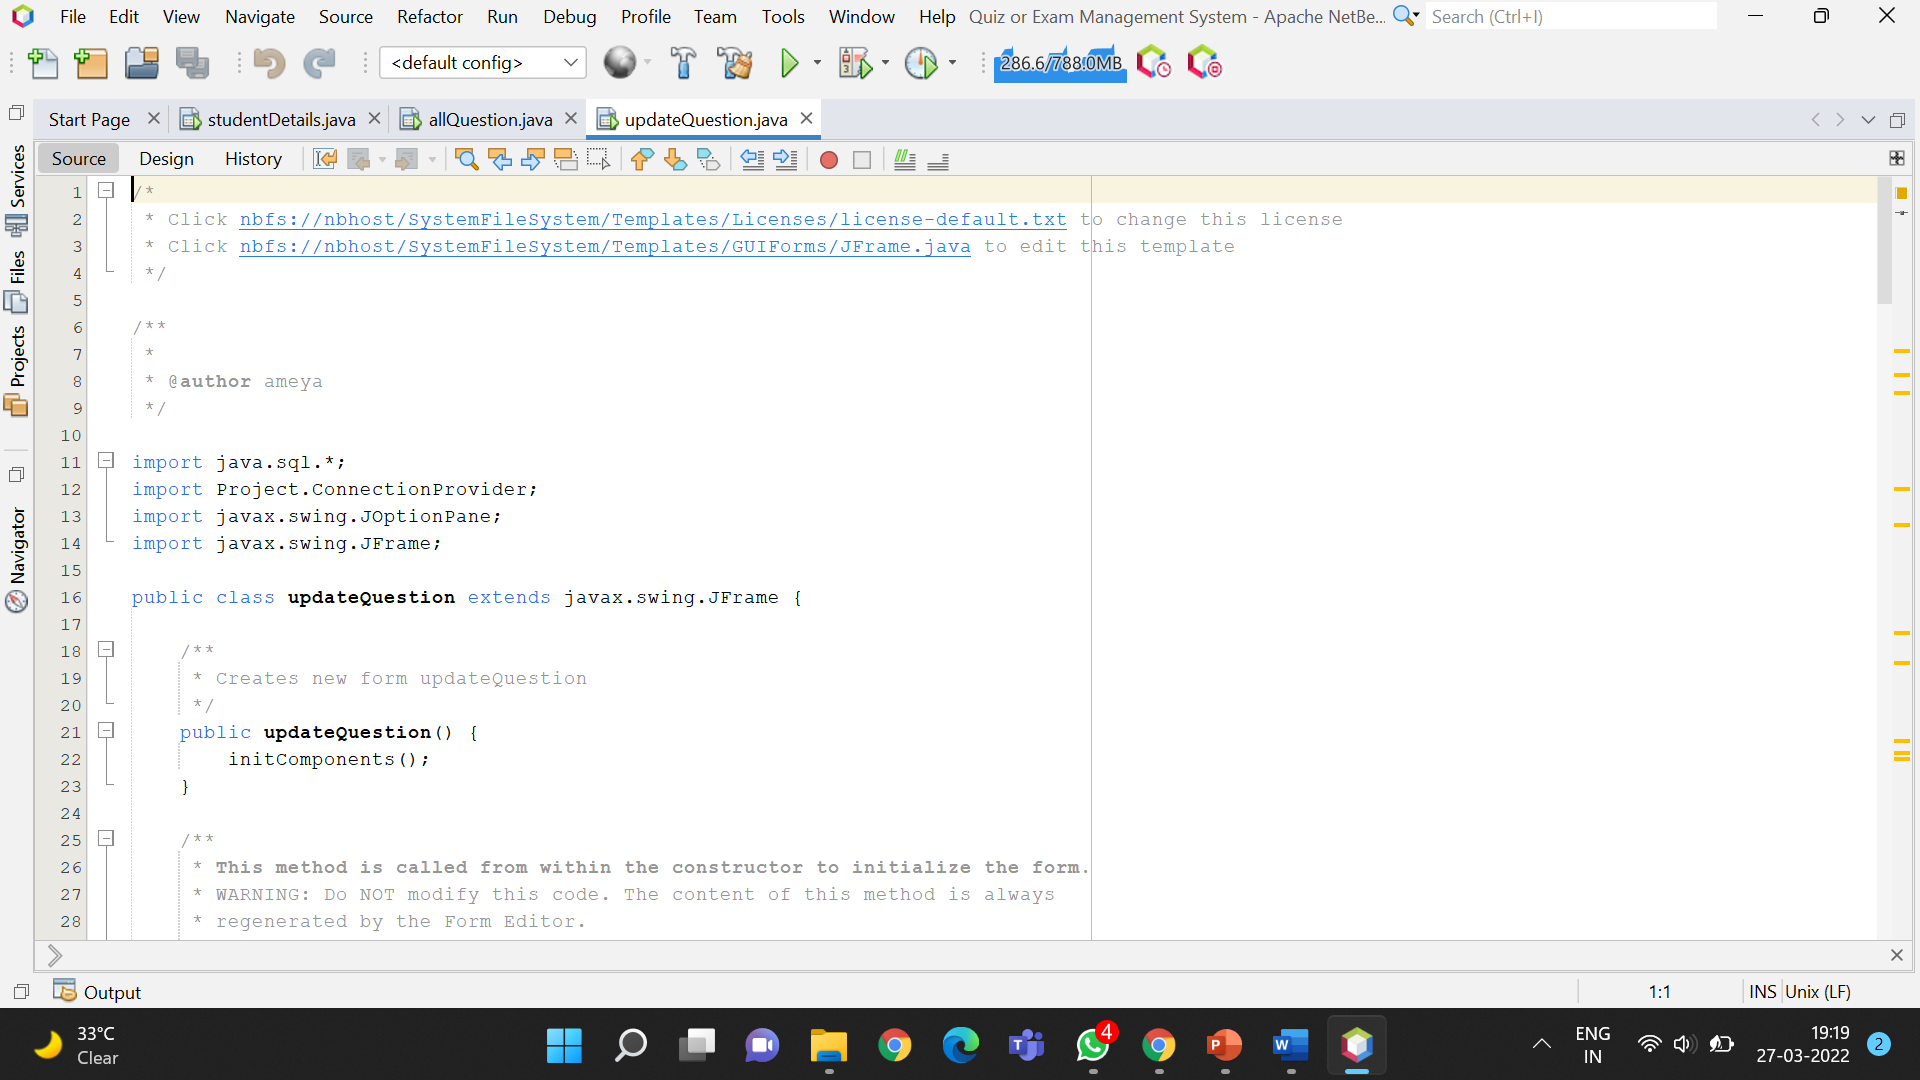 File Edit View Navigate Source Refactor Run Debug Profile Team Tools Window Help Quiz or Exam Management System - Apache NetBe... Search (Ctrl+I)
<default config> 286.6/788.0MB
Start Page studentDetails.java allQuestion.java updateQuestion.java
Source Design History
Services
Files
Projects
Navigator
1 /*
2 * Click nbfs://nbhost/SystemFileSystem/Templates/Licenses/license-default.txt to change this license
3 * Click nbfs://nbhost/SystemFileSystem/Templates/GUIForms/JFrame.java to edit this template
4 */
5
6 /**
7 *
8 * @author ameya
9 */
10
11 import java.sql.*;
12 import Project.ConnectionProvider;
13 import javax.swing.JOptionPane;
14 import javax.swing.JFrame;
15
16 public class updateQuestion extends javax.swing.JFrame {
17
18 /**
19 * Creates new form updateQuestion
20 */
21 public updateQuestion() {
22 initComponents();
23 }
24
25 /**
26 * This method is called from within the constructor to initialize the form.
27 * WARNING: Do NOT modify this code. The content of this method is always
28 * regenerated by the Form Editor.
Output 1:1 INS Unix (LF)
33°C
Clear
4
ENG
IN
19:19
27-03-2022
2